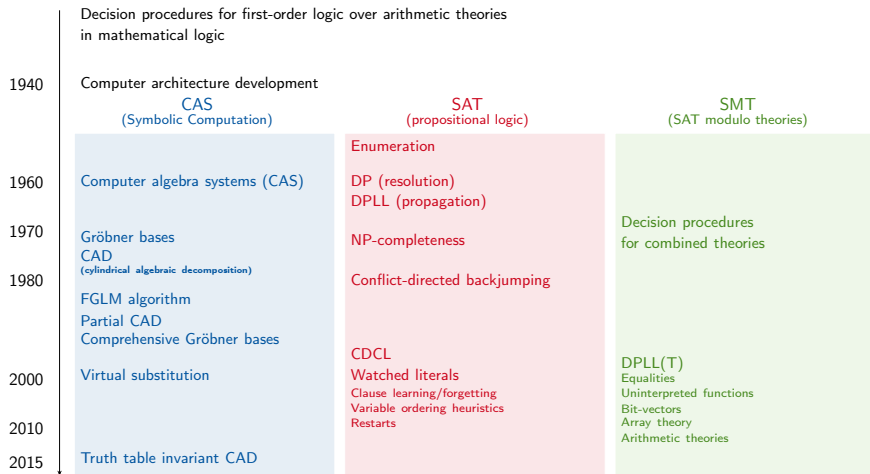 Decision procedures for first-order logic over arithmetic theories
in mathematical logic
1940
Computer architecture development
CAS
(Symbolic Computation)
SAT
(propositional logic)
SMT
(SAT modulo theories)
Enumeration
1960
Computer algebra systems (CAS)
DP (resolution)
DPLL (propagation)
Decision procedures
for combined theories
1970
Gröbner bases
NP-completeness
CAD
(cylindrical algebraic decomposition)
1980
Conflict-directed backjumping
FGLM algorithm
Partial CAD
Comprehensive Gröbner bases
CDCL
DPLL(T)
2000
Virtual substitution
Watched literals
Equalities
Clause learning/forgetting
Uninterpreted functions
Variable ordering heuristics
Bit-vectors
Restarts
Array theory
2010
Arithmetic theories
2015
Truth table invariant CAD